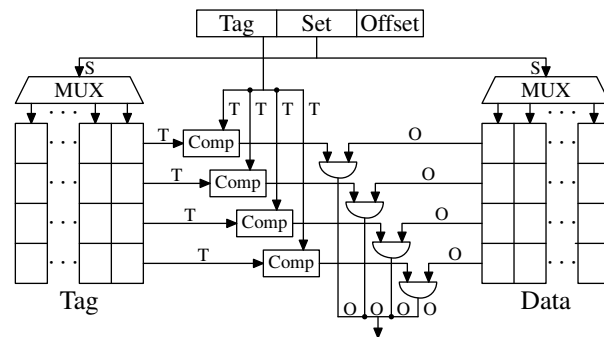 Tag Set Offset
S S
MUX MUX
· · · · · ·
T T T T
T Comp O
· · · · · ·
T Comp O
· · · · · ·
T Comp O
· · · · · ·
T Comp O
· · · · · ·
Tag O O O O Data